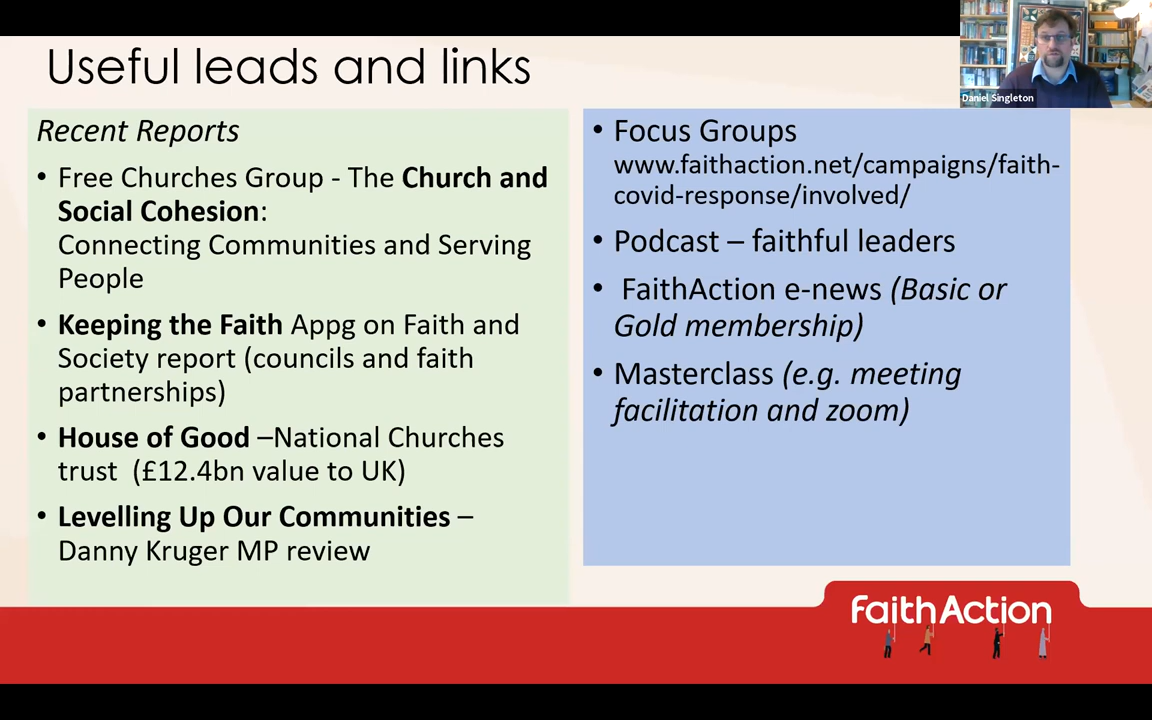 Useful leads and links
Daniel Singleton
Recent Reports
• Free Churches Group - The Church and
Social Cohesion:
Connecting Communities and Serving
People
• Keeping the Faith Appg on Faith and
Society report (councils and faith
partnerships)
• House of Good –National Churches
trust (£12.4bn value to UK)
• Levelling Up Our Communities –
Danny Kruger MP review
• Focus Groups
www.faithaction.net/campaigns/faith-
covid-response/involved/
• Podcast – faithful leaders
• FaithAction e-news (Basic or
Gold membership)
• Masterclass (e.g. meeting
facilitation and zoom)
FaithAction